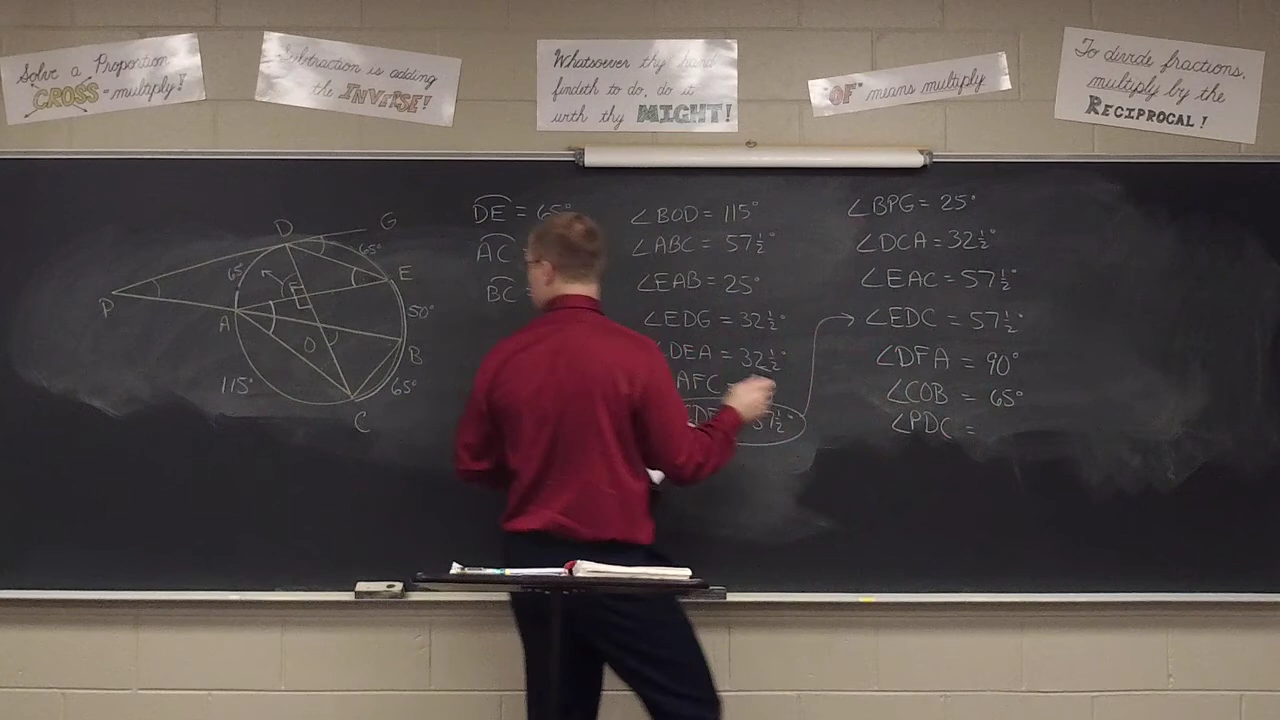 Solve a Proportion
CROSS-multiply!
Subtraction is adding
the INVERSE!
Whatsoever thy hand
findeth to do, do it
with thy MIGHT!
"OF" means multiply
To divide fractions,
multiply by the
RECIPROCAL!
D
G
65°
65
E
P
F
50°
A
O
B
115°
65°
C
DE = 65°
AC =
BC =
∠BOD = 115°
∠ABC = 57½°
∠EAB = 25°
∠EDG = 32½°
∠DEA = 32½°
AFC =
57½°
∠BPG = 25°
∠DCA = 32½°
∠EAC = 57½°
∠EDC = 57½°
∠DFA = 90°
∠COB = 65°
∠PDC =